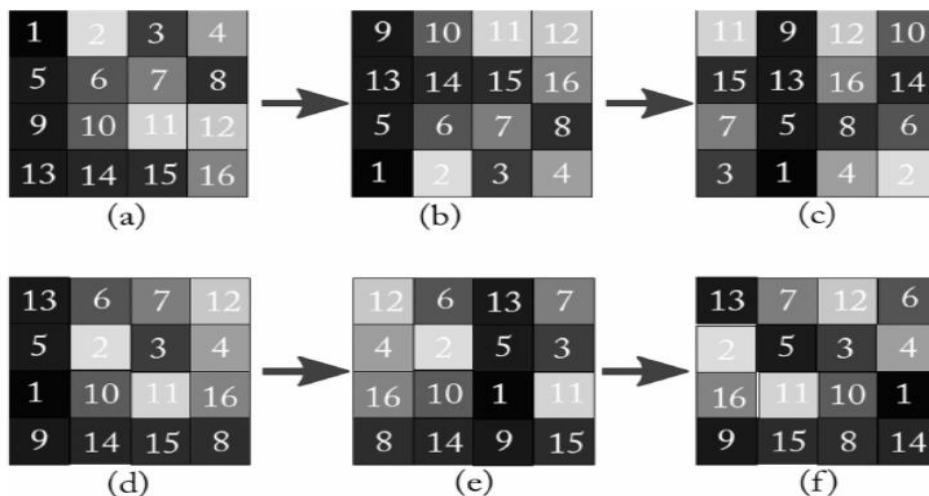 1 2 3 4 9 10 11 12 11 9 12 10
5 6 7 8 13 14 15 16 15 13 16 14
9 10 11 12 5 6 7 8 7 5 8 6
13 14 15 16 1 2 3 4 3 1 4 2
(a) (b) (c)
13 6 7 12 12 6 13 7 13 7 12 6
5 2 3 4 4 2 5 3 2 5 3 4
1 10 11 16 16 10 1 11 16 11 10 1
9 14 15 8 8 14 9 15 9 15 8 14
(d) (e) (f)